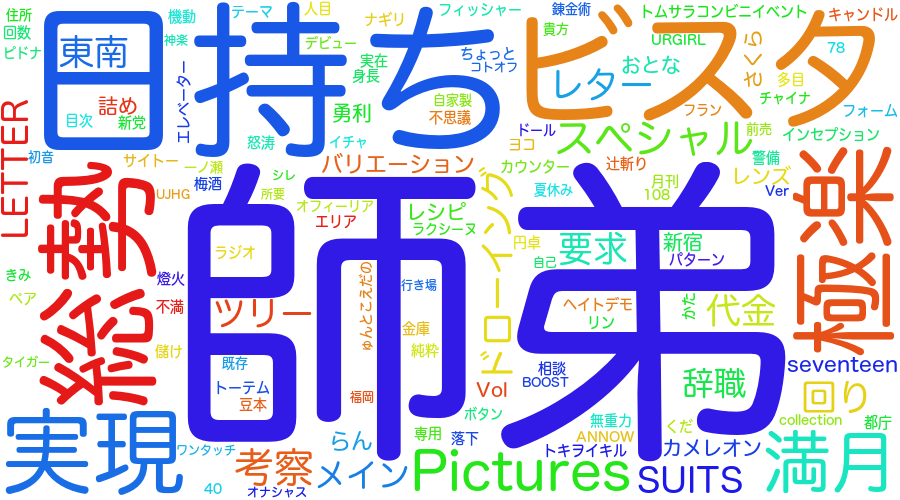 住所
回数
ピドナ
機動
神楽
テーマ
人目
ナギリ
フィッシャー
錬金術
トムサラコンビニイベント
キャンドル
貴方
URGIRL
さくら
78
多目
チャイナ
フォーム
日持ち
東南
詰め
目次
新党
エレベーター
デビュー
実在
身長
勇利
ちょっと
コトオフ
自家製
不思議
怒涛
イチャ
ビスタ
レター
おとな
フラン
前売
インセプション
ドール
ヨコ
スペシャル
LETTER
初音
サイトー
一ノ瀬
シレ
バリエーション
カウンター
辻斬り
警備
レンズ
Ver
UJHG
梅酒
所要
オフィーリア
エリア
レシピ
ラクシーヌ
ドローイング
夏休み
月刊
108
総勢
師弟
極楽
きみ
ペア
燈火
不満
ラジオ
円卓
自己
要求
新宿
パターン
かた
代金
ツリー
ゅんとこえだの
行き場
金庫
純粋
ヘイトデモ
リン
タイガー
儲け
既存
トーテム
豆本
福岡
相談
BOOST
Vol
辞職
seventeen
回り
collection
都庁
実現
ワンタッチ
40
考察
オナシャス
メイン
らん
専用
落下
ボタン
Pictures
トキヲイキル
無重力
ANNOW
くだ
カメレオン
SUITS
満月